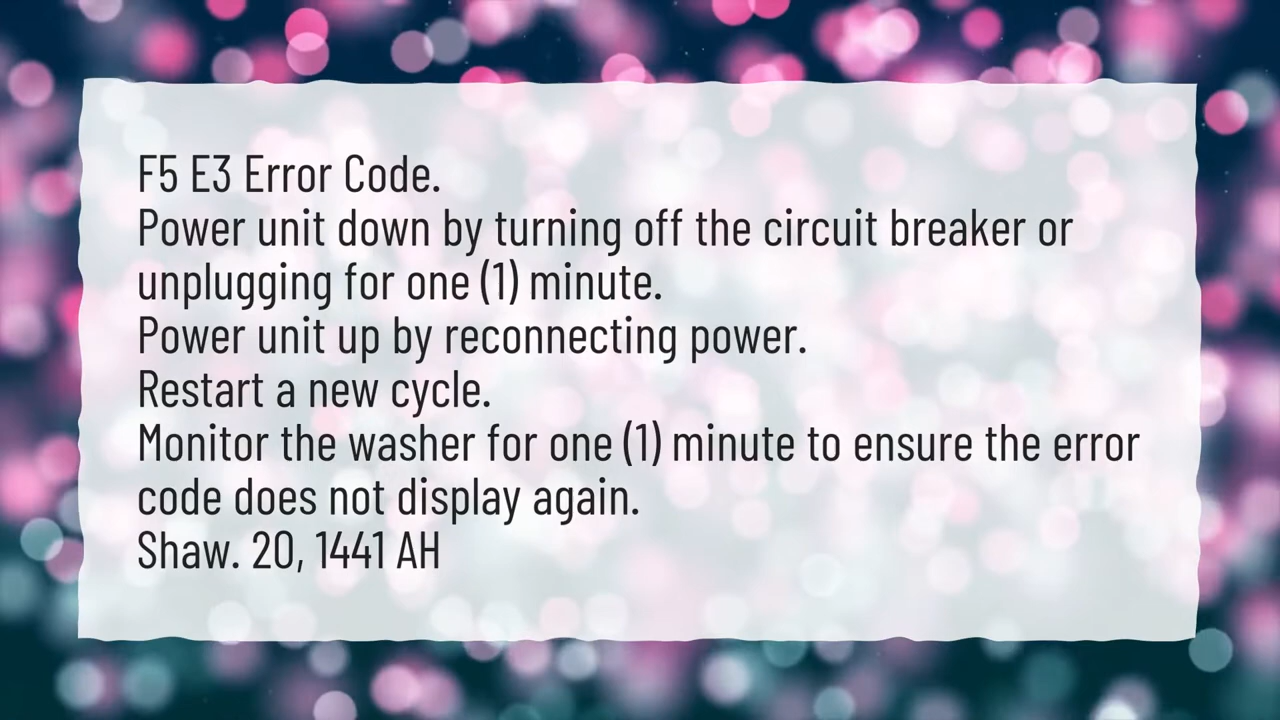 F5 E3 Error Code.
Power unit down by turning off the circuit breaker or
unplugging for one (1) minute.
Power unit up by reconnecting power.
Restart a new cycle.
Monitor the washer for one (1) minute to ensure the error
code does not display again.
Shaw. 20, 1441 AH